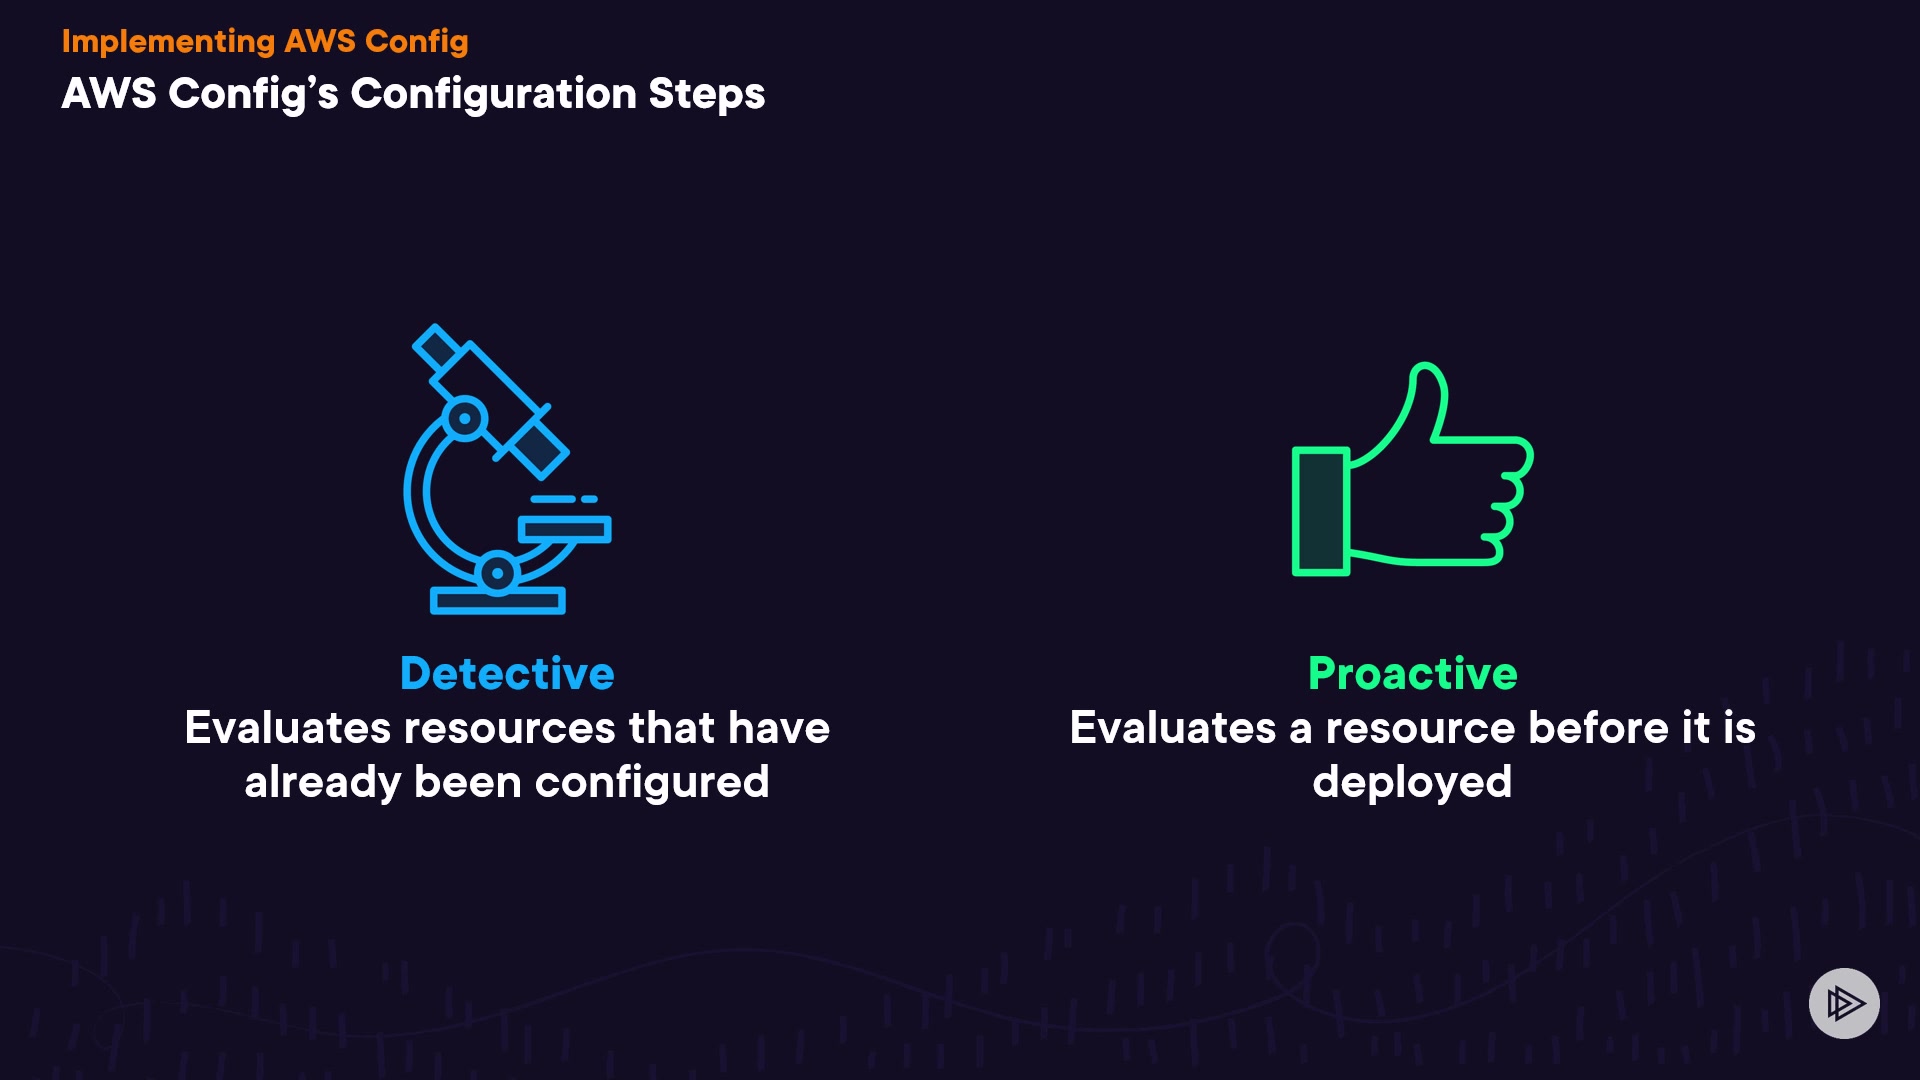 Implementing AWS Config
AWS Config’s Configuration Steps
Detective
Evaluates resources that have
already been configured
Proactive
Evaluates a resource before it is
deployed